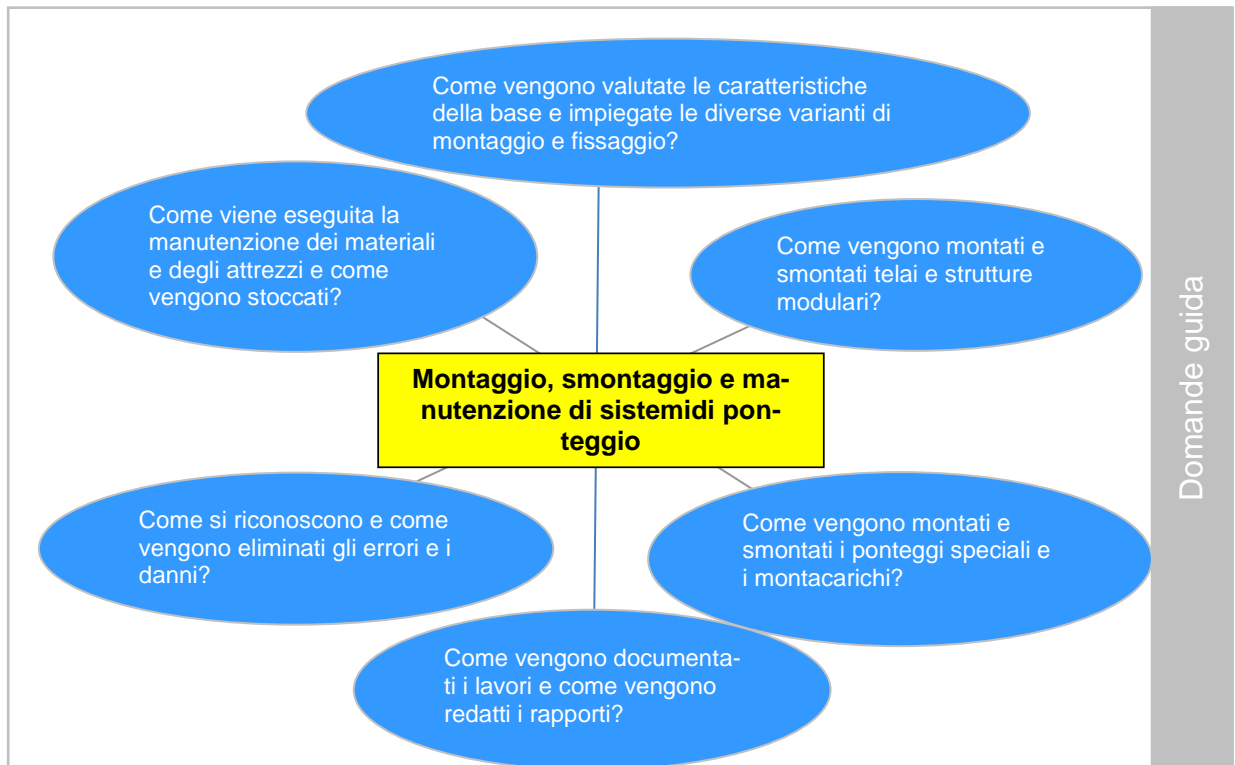 Come vengono valutate le caratteristiche
della base e impiegate le diverse varianti di
montaggio e fissaggio?
Come viene eseguita la
manutenzione dei materiali
e degli attrezzi e come
vengono stoccati?
Come vengono montati e
smontati telai e strutture
modulari?
Montaggio, smontaggio e ma-
nutenzione di sistemidi pon-
teggio
Come si riconoscono e come
vengono eliminati gli errori e i
danni?
Come vengono montati e
smontati i ponteggi speciali e
i montacarichi?
Come vengono documenta-
ti i lavori e come vengono
redatti i rapporti?
Domande guida